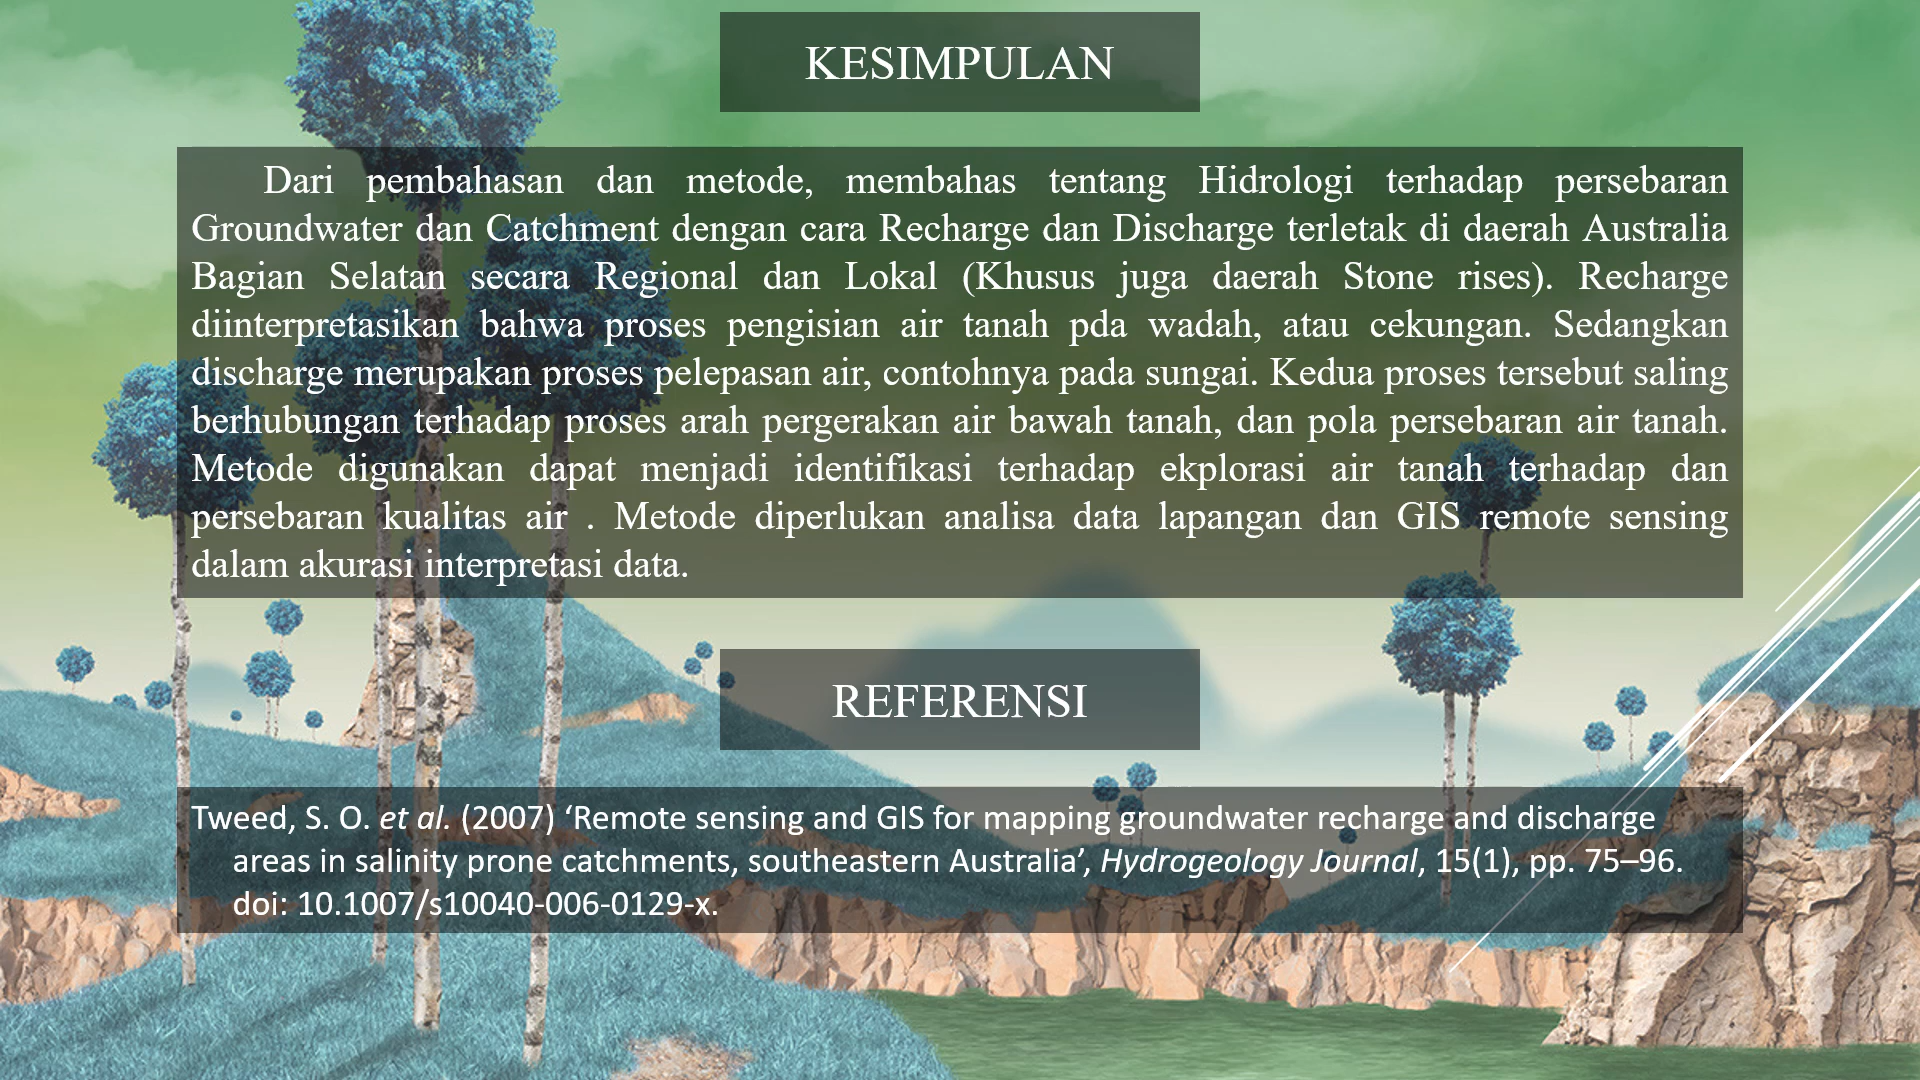 KESIMPULAN
Dari pembahasan dan metode, membahas tentang Hidrologi terhadap persebaran
Groundwater dan Catchment dengan cara Recharge dan Discharge terletak di daerah Australia
Bagian Selatan secara Regional dan Lokal (Khusus juga daerah Stone rises). Recharge
diinterpretasikan bahwa proses pengisian air tanah pda wadah, atau cekungan. Sedangkan
discharge merupakan proses pelepasan air, contohnya pada sungai. Kedua proses tersebut saling
berhubungan terhadap proses arah pergerakan air bawah tanah, dan pola persebaran air tanah.
Metode digunakan dapat menjadi identifikasi terhadap ekplorasi air tanah terhadap dan
persebaran kualitas air . Metode diperlukan analisa data lapangan dan GIS remote sensing
dalam akurasi interpretasi data.
REFERENSI
Tweed, S. O. et al. (2007) ‘Remote sensing and GIS for mapping groundwater recharge and discharge
areas in salinity prone catchments, southeastern Australia’, Hydrogeology Journal, 15(1), pp. 75–96.
doi: 10.1007/s10040-006-0129-x.